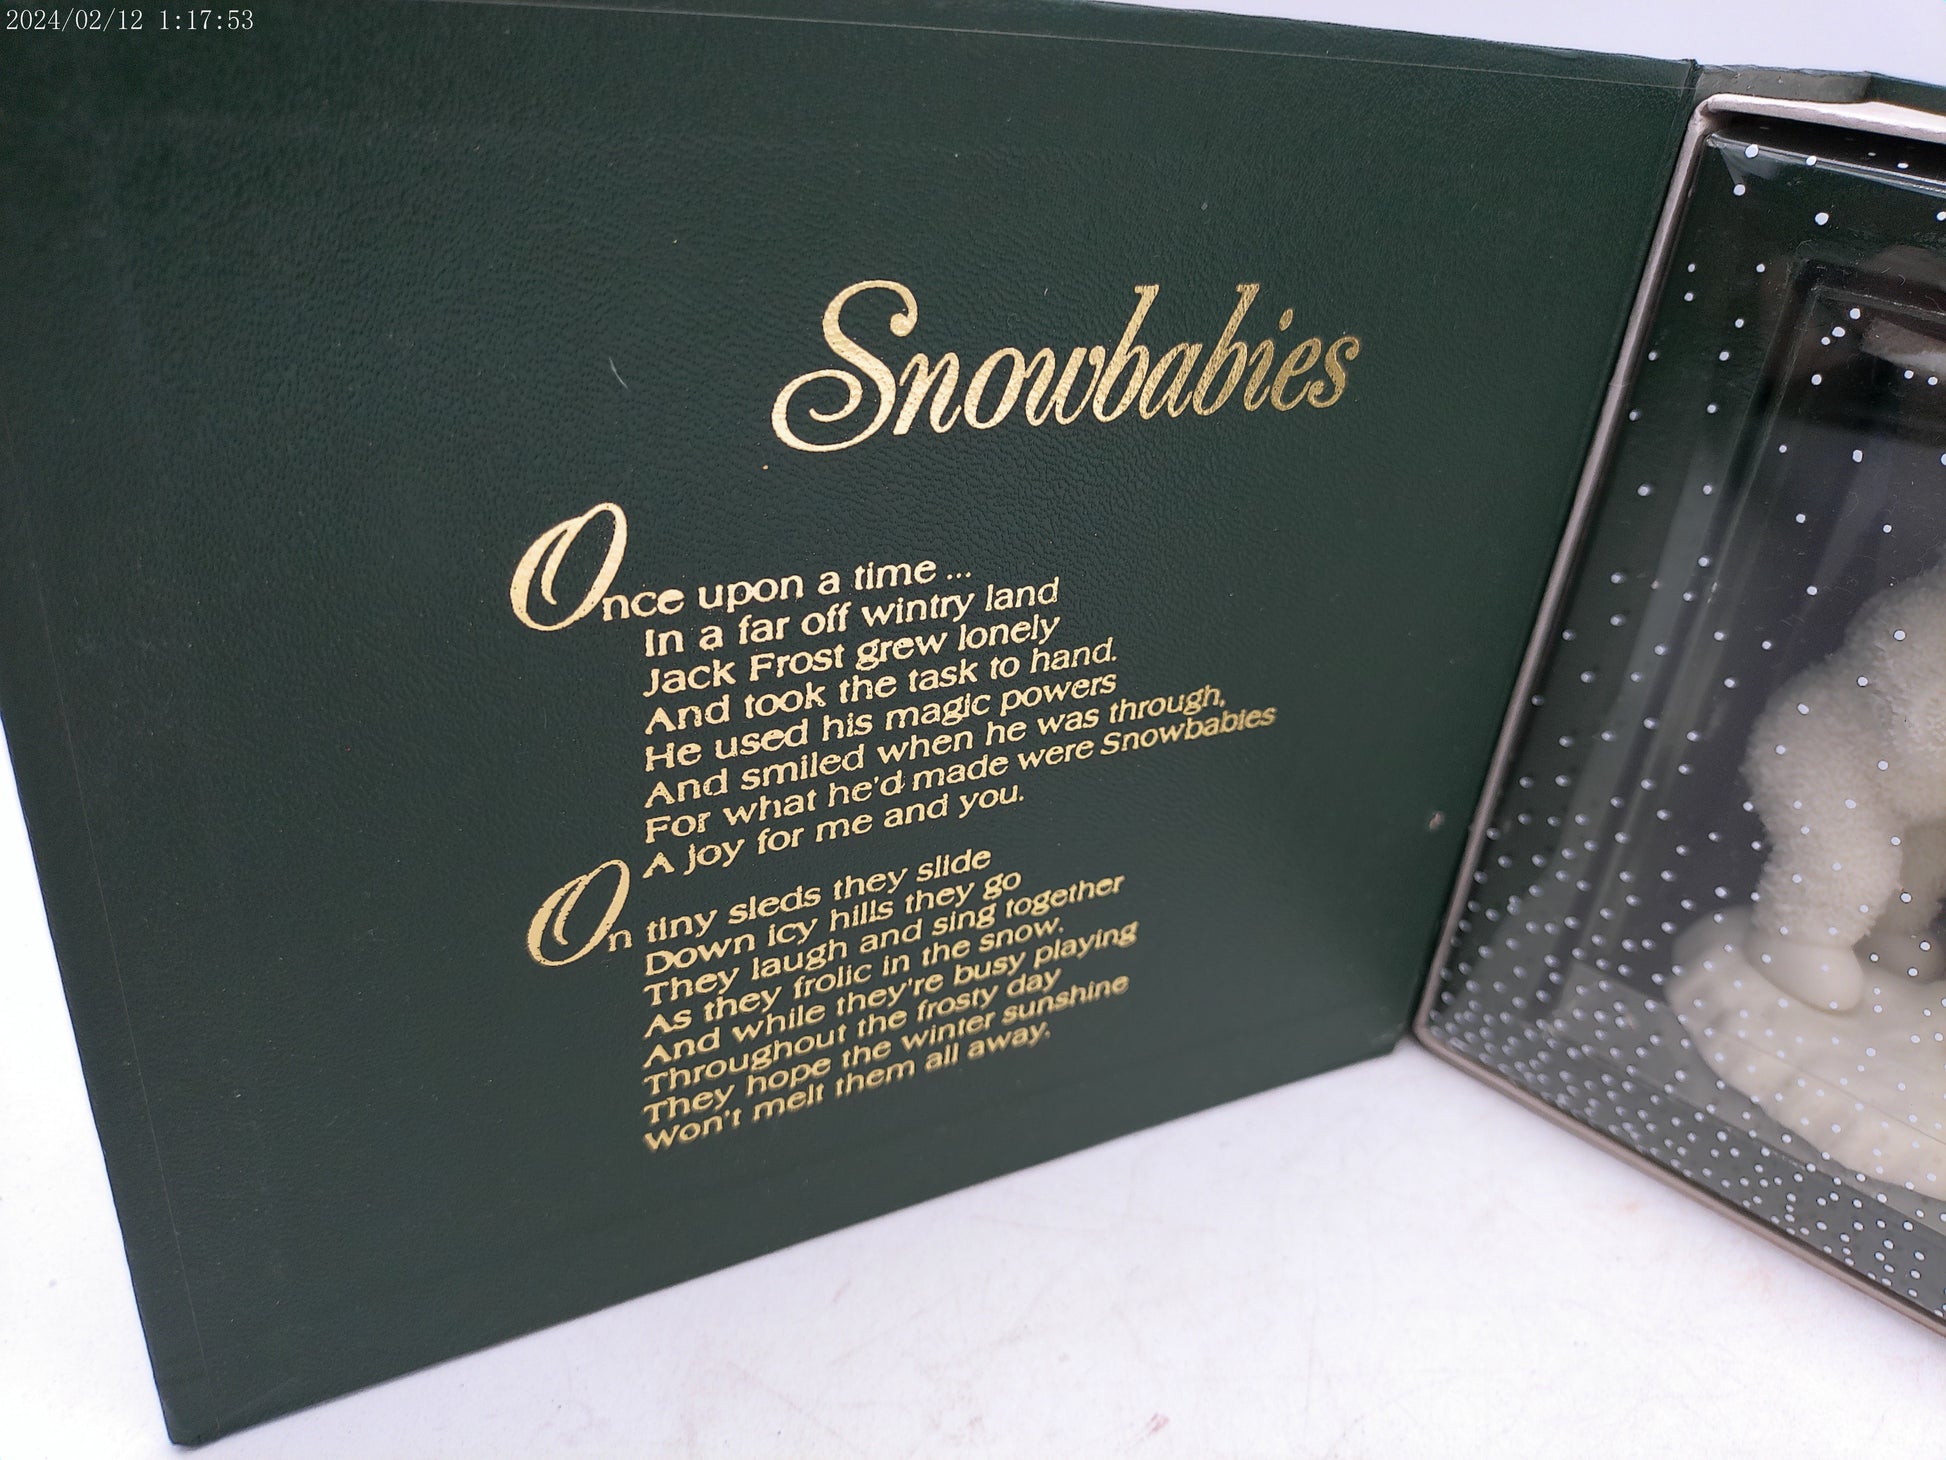 2024/02/12 1:17:53
Snowbabies
Once upon a time ...
In a far off wintry land
Jack Frost grew lonely
And took the task to hand.
He used his magic powers
And smiled when he was through,
For what he'd made were Snowbabies
A joy for me and you.
On tiny sleds they slide
Down icy hills they go
They laugh and sing together
As they frolic in the snow.
And while they're busy playing
Throughout the frosty day
They hope the winter sunshine
Won't melt them all away.